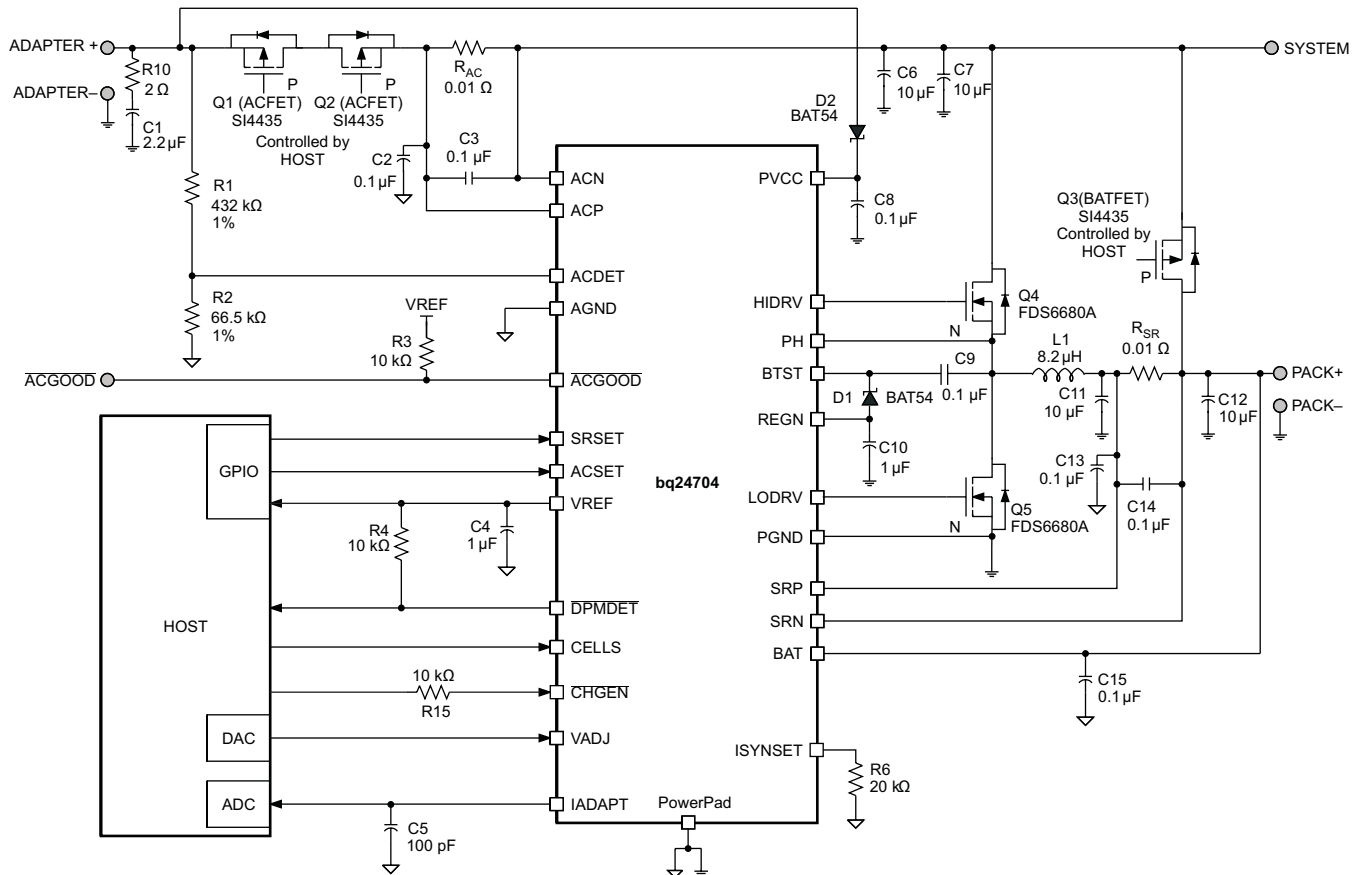 ADAPTER +
ADAPTER–
R10
2 Ω
C1
2.2 µF
P
Q1 (ACFET)
SI4435
P
Q2 (ACFET)
SI4435
Controlled by
HOST
RAC
0.01 Ω
C2
0.1 µF
C3
0.1 µF
R1
432 kΩ
1%
R2
66.5 kΩ
1%
VREF
R3
10 kΩ
ACGOOD
HOST
GPIO
DAC
ADC
R4
10 kΩ
C4
1 µF
10 kΩ
R15
C5
100 pF
ACN
ACP
ACDET
AGND
ACGOOD
SRSET
ACSET
VREF
DPMDET
CELLS
CHGEN
VADJ
IADAPT
bq24704
PowerPad
PVCC
HIDRV
PH
BTST
REGN
LODRV
PGND
SRP
SRN
BAT
ISYNSET
D2
BAT54
C8
0.1 µF
C6
10 µF
C7
10 µF
SYSTEM
Q3(BATFET)
SI4435
Controlled by
HOST
P
Q4
FDS6680A
N
L1
8.2 µH
RSR
0.01 Ω
C9
0.1 µF
D1
BAT54
C10
1 µF
C11
10 µF
C12
10 µF
PACK+
PACK–
C13
0.1 µF
C14
0.1 µF
N
Q5
FDS6680A
C15
0.1 µF
R6
20 kΩ